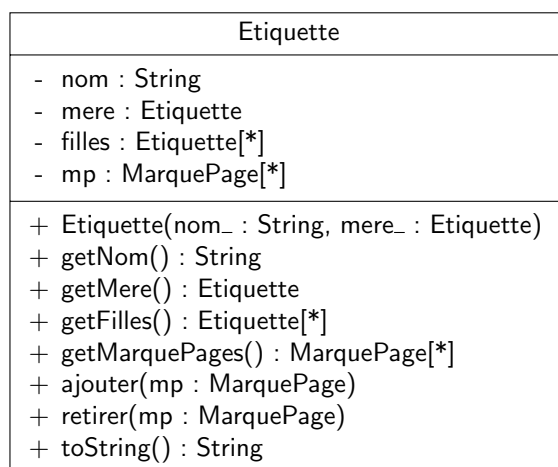 Etiquette
- nom : String
- mere : Etiquette
- filles : Etiquette[*]
- mp : MarquePage[*]
+ Etiquette(nom_ : String, mere_ : Etiquette)
+ getNom() : String
+ getMere() : Etiquette
+ getFilles() : Etiquette[*]
+ getMarquePages() : MarquePage[*]
+ ajouter(mp : MarquePage)
+ retirer(mp : MarquePage)
+ toString() : String